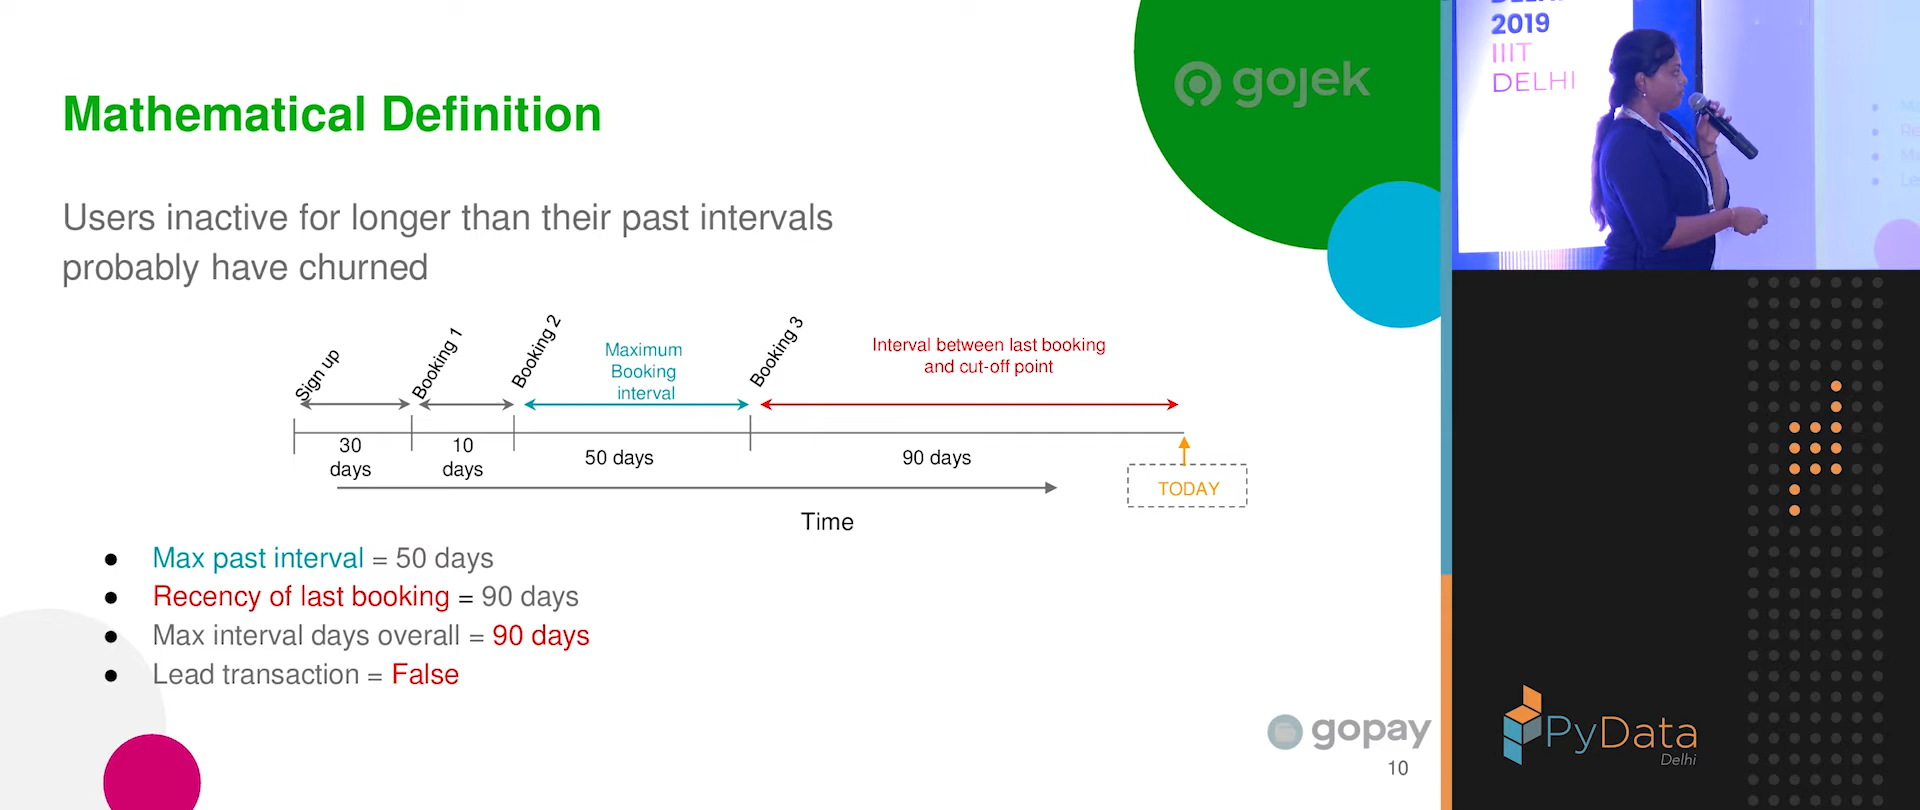 gojek
Mathematical Definition
Users inactive for longer than their past intervals
probably have churned
Sign up
Booking 1
Booking 2
Maximum
Booking
interval
Booking 3
Interval between last booking
and cut-off point
30
days
10
days
50 days
90 days
TODAY
Time
● Max past interval = 50 days
● Recency of last booking = 90 days
● Max interval days overall = 90 days
● Lead transaction = False
gopay
10
2019
IIIT
DELHI
PyData
Delhi